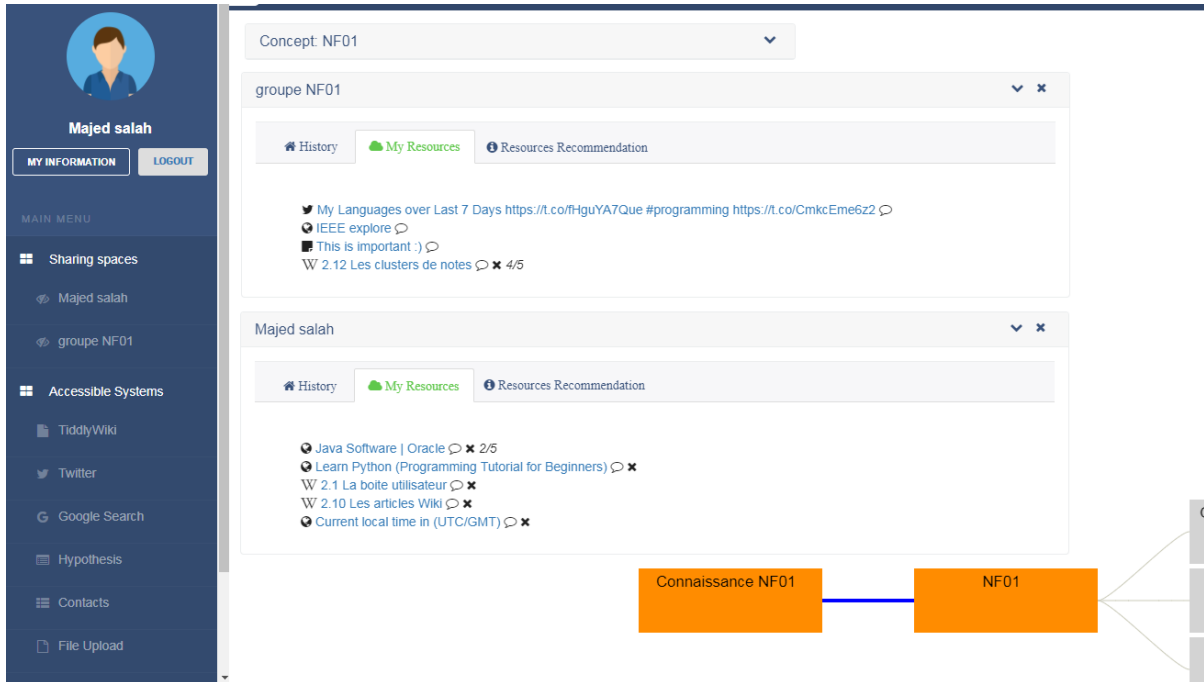 Majed salah
MY INFORMATION LOGOUT
MAIN MENU
Sharing spaces
Majed salah
groupe NF01
Accessible Systems
TiddlyWiki
Twitter
Google Search
Hypothesis
Contacts
File Upload
Concept: NF01
groupe NF01
History My Resources Resources Recommendation
My Languages over Last 7 Days https://t.co/fHguYA7Que #programming https://t.co/CmkcEme6z2
IEEE explore
This is important :)
W 2.12 Les clusters de notes 4/5
Majed salah
History My Resources Resources Recommendation
Java Software | Oracle 2/5
Learn Python (Programming Tutorial for Beginners)
W 2.1 La boite utilisateur
W 2.10 Les articles Wiki
Current local time in (UTC/GMT)
Connaissance NF01 NF01